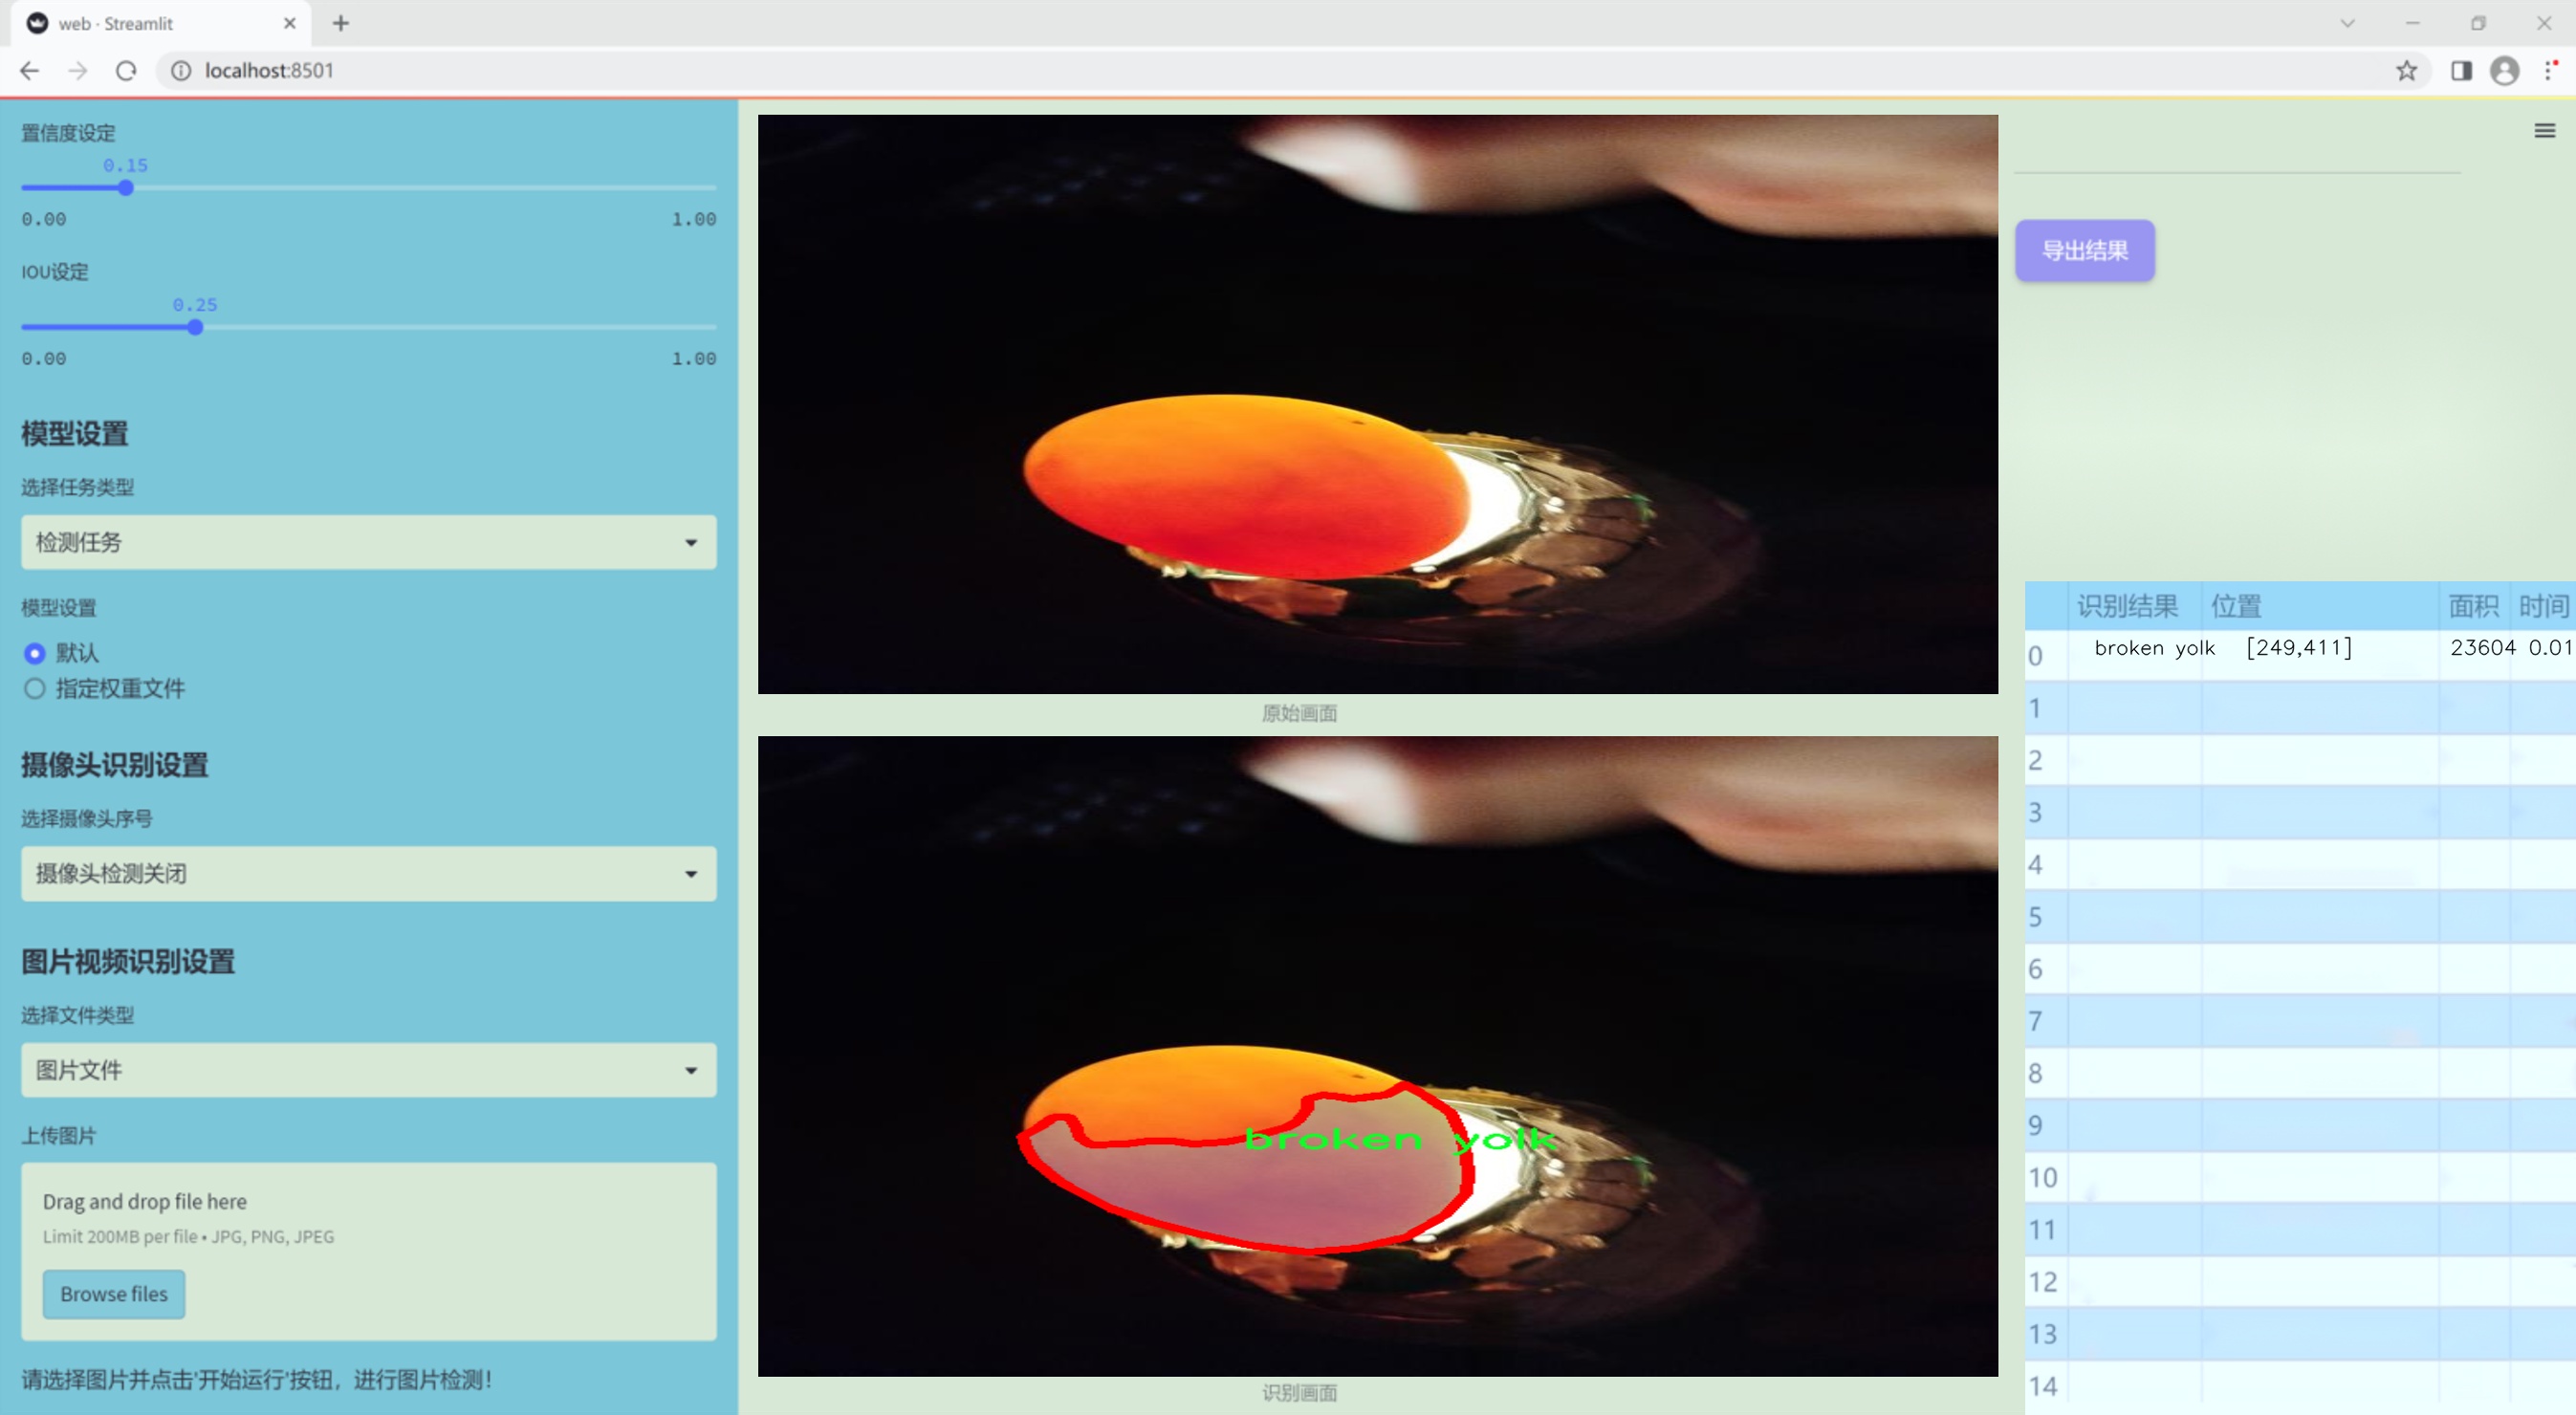 web · Streamlit
localhost:8501
置信度设定
0.15
0.00 1.00
IOU设定
0.25
0.00 1.00
模型设置
选择任务类型
检测任务
模型设置
默认
指定权重文件
摄像头识别设置
选择摄像头序号
摄像头检测关闭
图片视频识别设置
选择文件类型
图片文件
上传图片
Drag and drop file here
Limit 200MB per file • JPG, PNG, JPEG
Browse files
请选择图片并点击'开始运行'按钮，进行图片检测！
原始画面
broken yolk
识别画面
导出结果
识别结果 位置 面积 时间
0 broken yolk [249,411] 23604 0.01
1
2
3
4
5
6
7
8
9
10
11
12
13
14